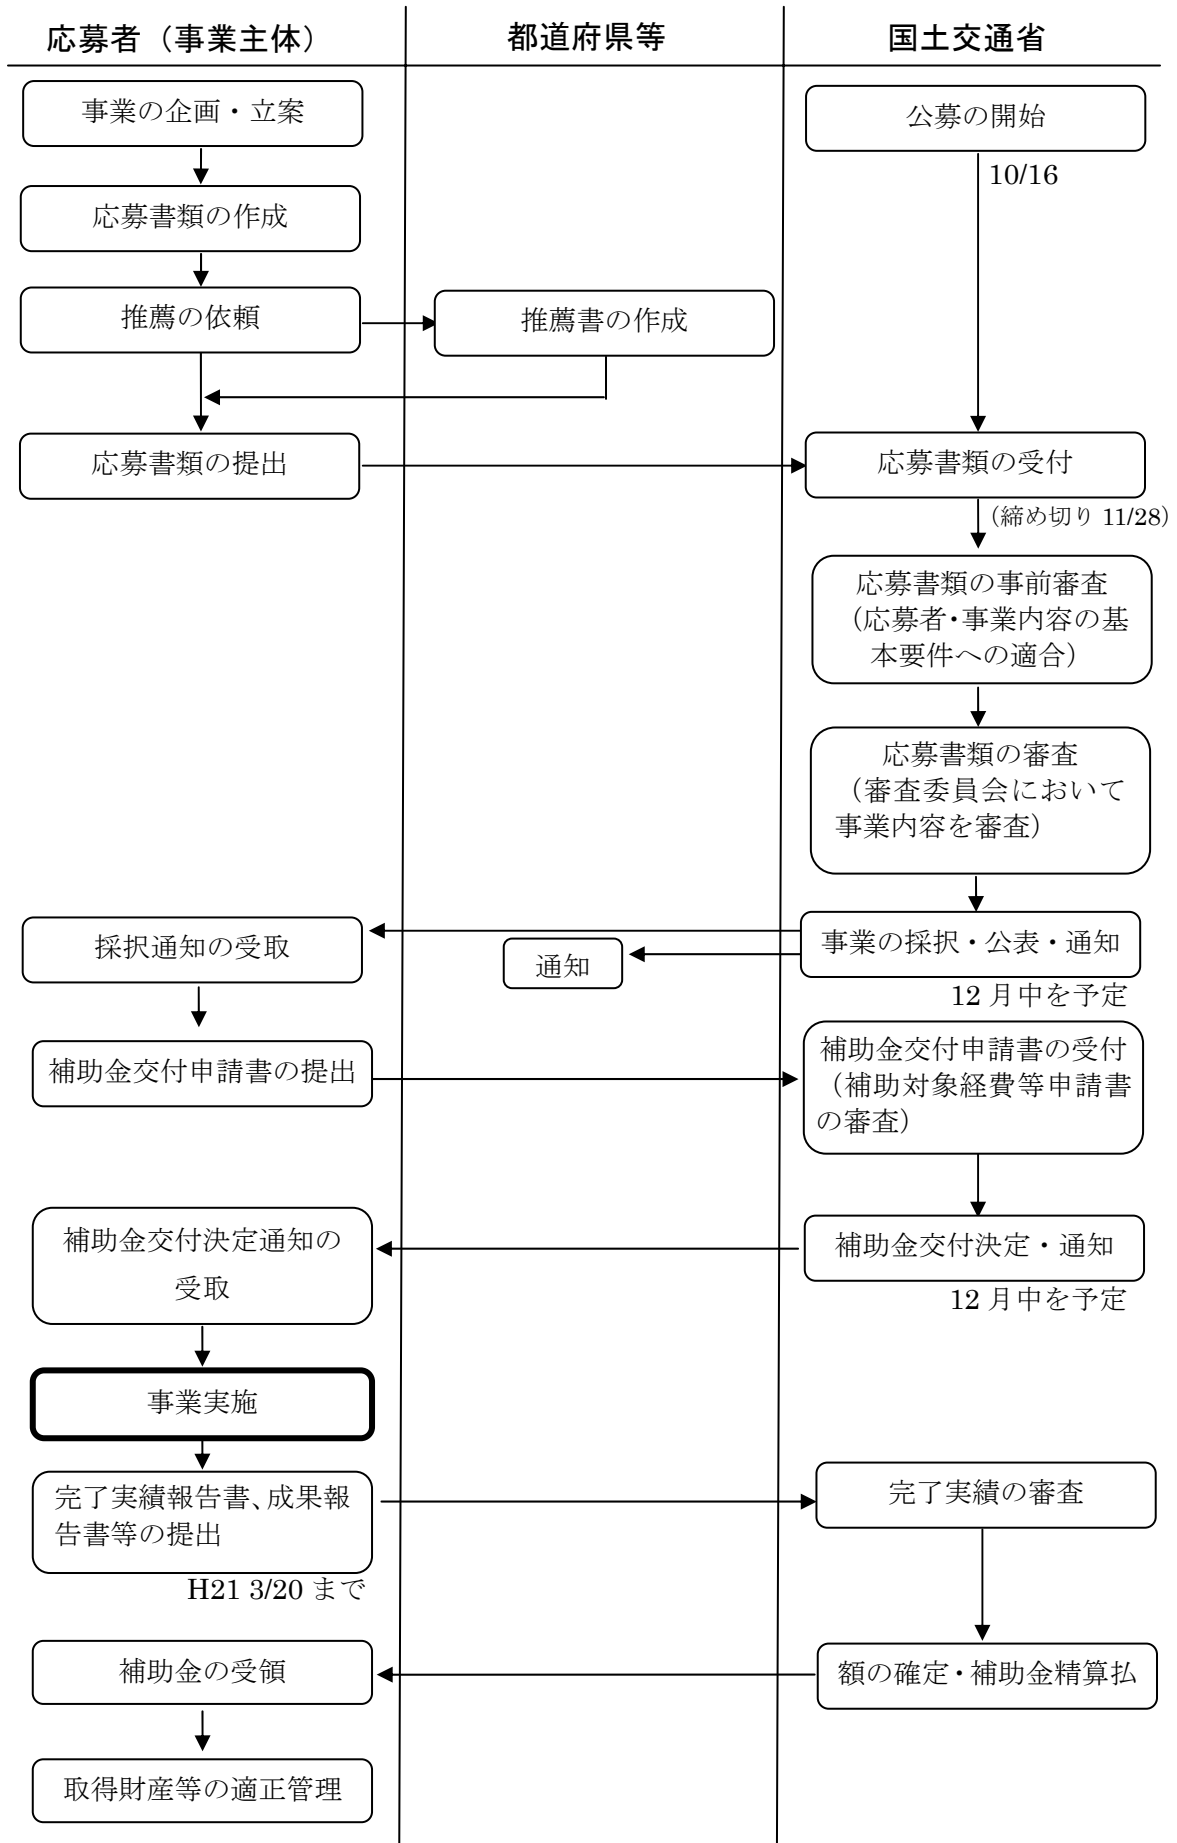 応募者（事業主体）
都道府県等
国土交通省
事業の企画・立案
公募の開始
10/16
応募書類の作成
推薦の依頼
推薦書の作成
応募書類の提出
応募書類の受付
（締め切り 11/28）
応募書類の事前審査
（応募者・事業内容の基
本要件への適合）
応募書類の審査
（審査委員会において
事業内容を審査）
採択通知の受取
通知
事業の採択・公表・通知
12 月中を予定
補助金交付申請書の提出
補助金交付申請書の受付
（補助対象経費等申請書
の審査）
補助金交付決定通知の
受取
補助金交付決定・通知
12 月中を予定
事業実施
完了実績報告書、成果報
告書等の提出
H21 3/20 まで
完了実績の審査
補助金の受領
額の確定・補助金精算払
取得財産等の適正管理